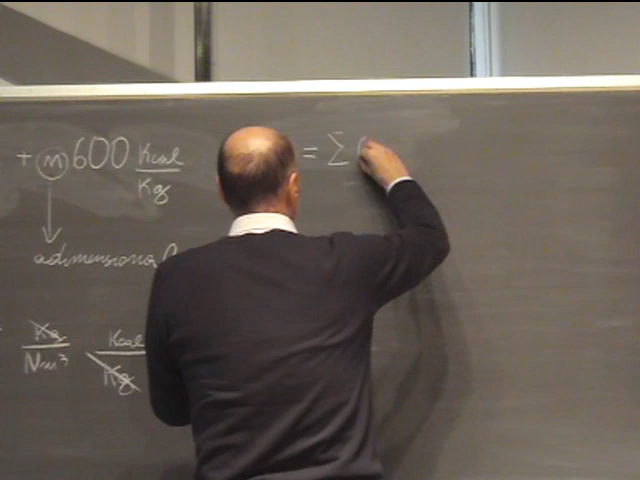 + m 600 Kcal/Kg = Σ (
adimensional
Kg/Nm³ Kcal/Kg